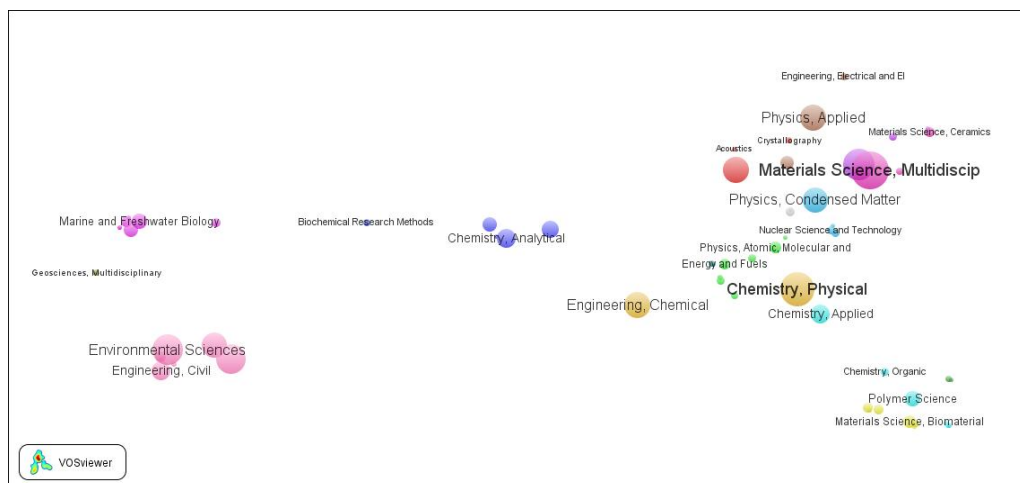 Engineering, Electrical and El
Physics, Applied
Materials Science, Ceramics
Crystallography
Acoustics
Materials Science, Multidiscip
Physics, Condensed Matter
Marine and Freshwater Biology
Biochemical Research Methods
Chemistry, Analytical
Nuclear Science and Technology
Physics, Atomic, Molecular and
Energy and Fuels
Geosciences, Multidisciplinary
Chemistry, Physical
Engineering, Chemical
Chemistry, Applied
Environmental Sciences
Engineering, Civil
Chemistry, Organic
Polymer Science
Materials Science, Biomaterial
VOSviewer